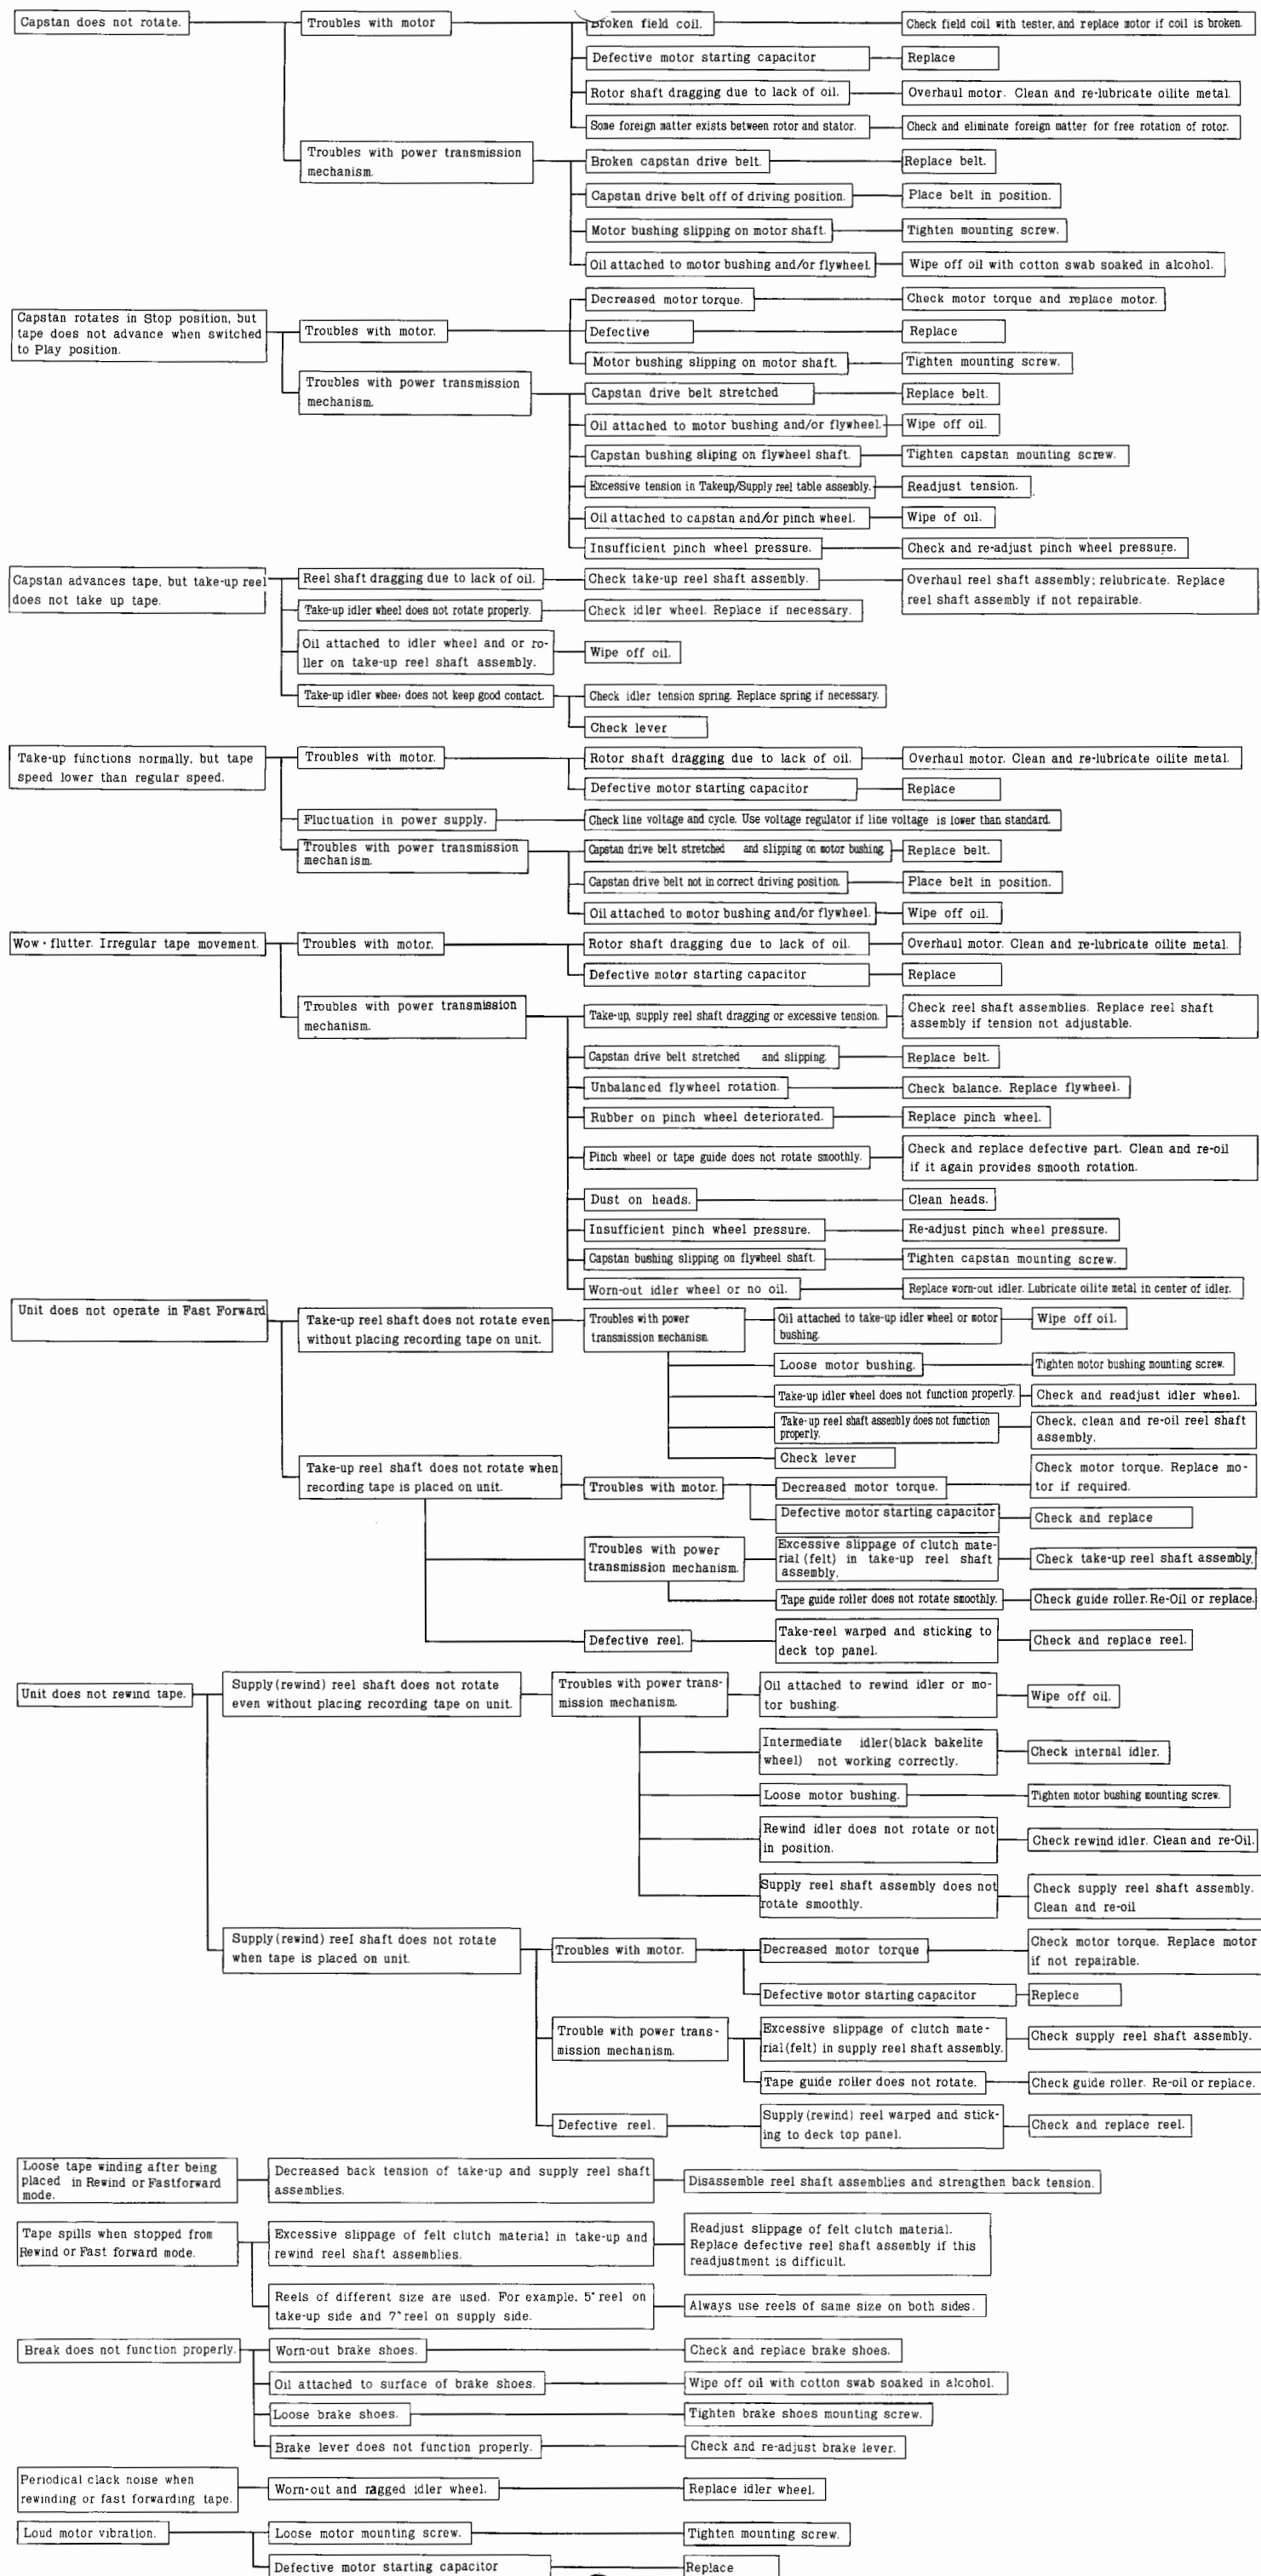 Capstan does not rotate.
Troubles with motor
Broken field coil.
Check field coil with tester, and replace motor if coil is broken.
Defective motor starting capacitor
Replace
Rotor shaft dragging due to lack of oil.
Overhaul motor. Clean and re-lubricate oilite metal.
Some foreign matter exists between rotor and stator.
Check and eliminate foreign matter for free rotation of rotor.
Troubles with power transmission
mechanism.
Broken capstan drive belt.
Replace belt.
Capstan drive belt off of driving position.
Place belt in position.
Motor bushing slipping on motor shaft.
Tighten mounting screw.
Oil attached to motor bushing and/or flywheel.
Wipe off oil with cotton swab soaked in alcohol.
Capstan rotates in Stop position, but
tape does not advance when switched
to Play position.
Troubles with motor.
Decreased motor torque.
Check motor torque and replace motor.
Defective
Replace
Motor bushing slipping on motor shaft.
Tighten mounting screw.
Troubles with power transmission
mechanism.
Capstan drive belt stretched
Replace belt.
Oil attached to motor bushing and/or flywheel.
Wipe off oil.
Capstan bushing sliping on flywheel shaft.
Tighten capstan mounting screw.
Excessive tension in Takeup/Supply reel table assembly.
Readjust tension.
Oil attached to capstan and/or pinch wheel.
Wipe of oil.
Insufficient pinch wheel pressure.
Check and re-adjust pinch wheel pressure.
Capstan advances tape, but take-up reel
does not take up tape.
Reel shaft dragging due to lack of oil.
Check take-up reel shaft assembly.
Overhaul reel shaft assembly; relubricate. Replace
reel shaft assembly if not repairable.
Take-up idler wheel does not rotate properly.
Check idler wheel. Replace if necessary.
Oil attached to idler wheel and or ro-
ller on take-up reel shaft assembly.
Wipe off oil.
Take-up idler wheel does not keep good contact.
Check idler tension spring. Replace spring if necessary.
Check lever
Take-up functions normally, but tape
speed lower than regular speed.
Troubles with motor.
Rotor shaft dragging due to lack of oil.
Overhaul motor. Clean and re-lubricate oilite metal.
Defective motor starting capacitor
Replace
Fluctuation in power supply.
Check line voltage and cycle. Use voltage regulator if line voltage is lower than standard.
Troubles with power transmission
mechanism.
Capstan drive belt stretched and slipping on motor bushing
Replace belt.
Capstan drive belt not in correct driving position.
Place belt in position.
Oil attached to motor bushing and/or flywheel.
Wipe off oil.
Wow · flutter. Irregular tape movement.
Troubles with motor.
Rotor shaft dragging due to lack of oil.
Overhaul motor. Clean and re-lubricate oilite metal.
Defective motor starting capacitor
Replace
Troubles with power transmission
mechanism.
Take-up, supply reel shaft dragging or excessive tension.
Check reel shaft assemblies. Replace reel shaft
assembly if tension not adjustable.
Capstan drive belt stretched and slipping.
Replace belt.
Unbalanced flywheel rotation.
Check balance. Replace flywheel.
Rubber on pinch wheel deteriorated.
Replace pinch wheel.
Pinch wheel or tape guide does not rotate smoothly.
Check and replace defective part. Clean and re-oil
if it again provides smooth rotation.
Dust on heads.
Clean heads.
Insufficient pinch wheel pressure.
Re-adjust pinch wheel pressure.
Capstan bushing slipping on flywheel shaft.
Tighten capstan mounting screw.
Worn-out idler wheel or no oil.
Replace worn-out idler. Lubricate oilite metal in center of idler.
Unit does not operate in Fast Forward
Take-up reel shaft does not rotate even
without placing recording tape on unit.
Troubles with power
transmission mechanism.
Oil attached to take-up idler wheel or motor
bushing.
Wipe off oil.
Loose motor bushing.
Tighten motor bushing mounting screw.
Take-up idler wheel does not function properly.
Check and readjust idler wheel.
Take-up reel shaft assembly does not function
properly.
Check, clean and re-oil reel shaft
assembly.
Check lever
Take-up reel shaft does not rotate when
recording tape is placed on unit.
Troubles with motor.
Decreased motor torque.
Check motor torque. Replace mo-
tor if required.
Defective motor starting capacitor
Check and replace
Troubles with power
transmission mechanism.
Excessive slippage of clutch mate-
rial (felt) in take-up reel shaft
assembly.
Check take-up reel shaft assembly.
Tape guide roller does not rotate smoothly.
Check guide roller. Re-Oil or replace.
Defective reel.
Take-reel warped and sticking to
deck top panel.
Check and replace reel.
Unit does not rewind tape.
Supply (rewind) reel shaft does not rotate
even without placing recording tape on unit.
Troubles with power trans-
mission mechanism.
Oil attached to rewind idler or mo-
tor bushing.
Wipe off oil.
Intermediate idler(black bakelite
wheel) not working correctly.
Check internal idler.
Loose motor bushing.
Tighten motor bushing mounting screw.
Rewind idler does not rotate or not
in position.
Check rewind idler. Clean and re-Oil.
Supply reel shaft assembly does not
rotate smoothly.
Check supply reel shaft assembly.
Clean and re-oil
Supply (rewind) reel shaft does not rotate
when tape is placed on unit.
Troubles with motor.
Decreased motor torque
Check motor torque. Replace motor
if not repairable.
Defective motor starting capacitor
Replece
Trouble with power trans-
mission mechanism.
Excessive slippage of clutch mate-
rial (felt) in supply reel shaft assembly.
Check supply reel shaft assembly.
Tape guide roller does not rotate.
Check guide roller. Re-oil or replace.
Defective reel.
Supply (rewind) reel warped and stick-
ing to deck top panel.
Check and replace reel.
Loose tape winding after being
placed in Rewind or Fastforward
mode.
Decreased back tension of take-up and supply reel shaft
assemblies.
Disassemble reel shaft assemblies and strengthen back tension.
Tape spills when stopped from
Rewind or Fast forward mode.
Excessive slippage of felt clutch material in take-up and
rewind reel shaft assemblies.
Readjust slippage of felt clutch material.
Replace defective reel shaft assembly if this
readjustment is difficult.
Reels of different size are used. For example, 5" reel on
take-up side and 7" reel on supply side.
Always use reels of same size on both sides.
Break does not function properly.
Worn-out brake shoes.
Check and replace brake shoes.
Oil attached to surface of brake shoes.
Wipe off oil with cotton swab soaked in alcohol.
Loose brake shoes.
Tighten brake shoes mounting screw.
Brake lever does not function properly.
Check and re-adjust brake lever.
Periodical clack noise when
rewinding or fast forwarding tape.
Worn-out and ragged idler wheel.
Replace idler wheel.
Loud motor vibration.
Loose motor mounting screw.
Tighten mounting screw.
Defective motor starting capacitor
Replace